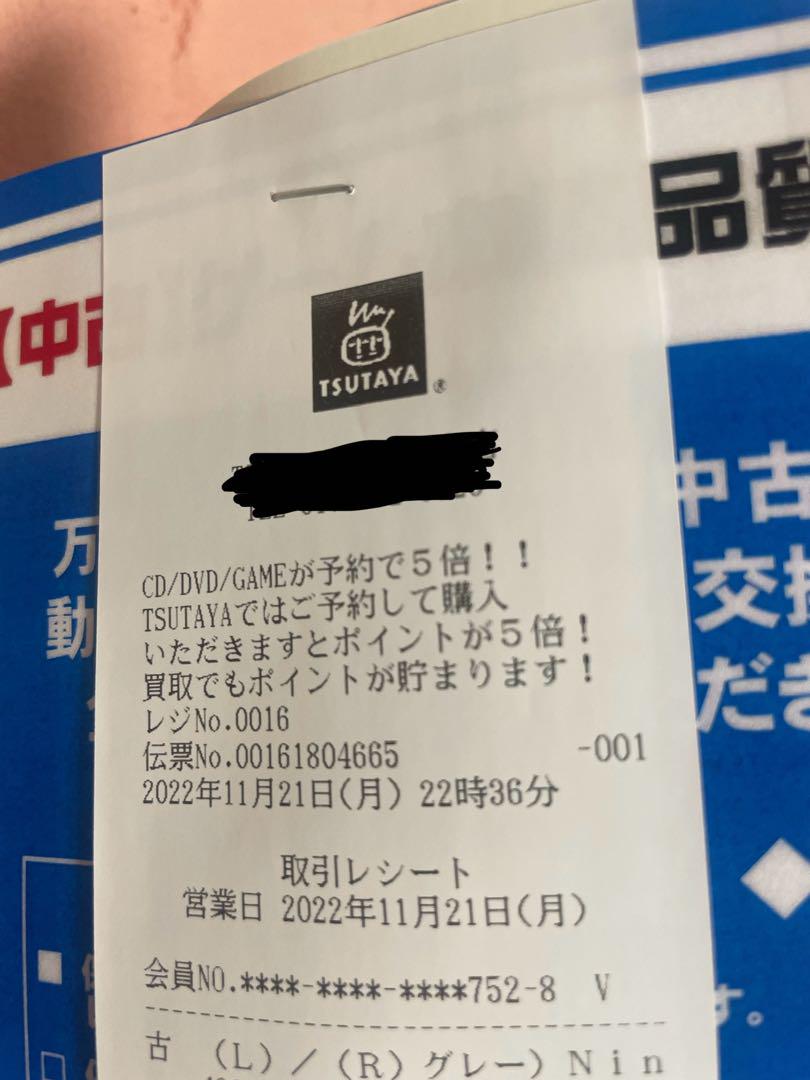 品質
【中古
TSUTAYA®
CD/DVD/GAMEが予約で5倍!!
TSUTAYAではご予約して購入
いただきますとポイントが5倍!
買取でもポイントが貯まります!
レジNo.0016
伝票No.00161804665 -001
2022年11月21日(月) 22時36分
取引レシート
営業日 2022年11月21日(月)
会員NO.****-****-****752-8 V
古 (L)/(R)グレー)Nin
万
動
中古
交換
だき
す。